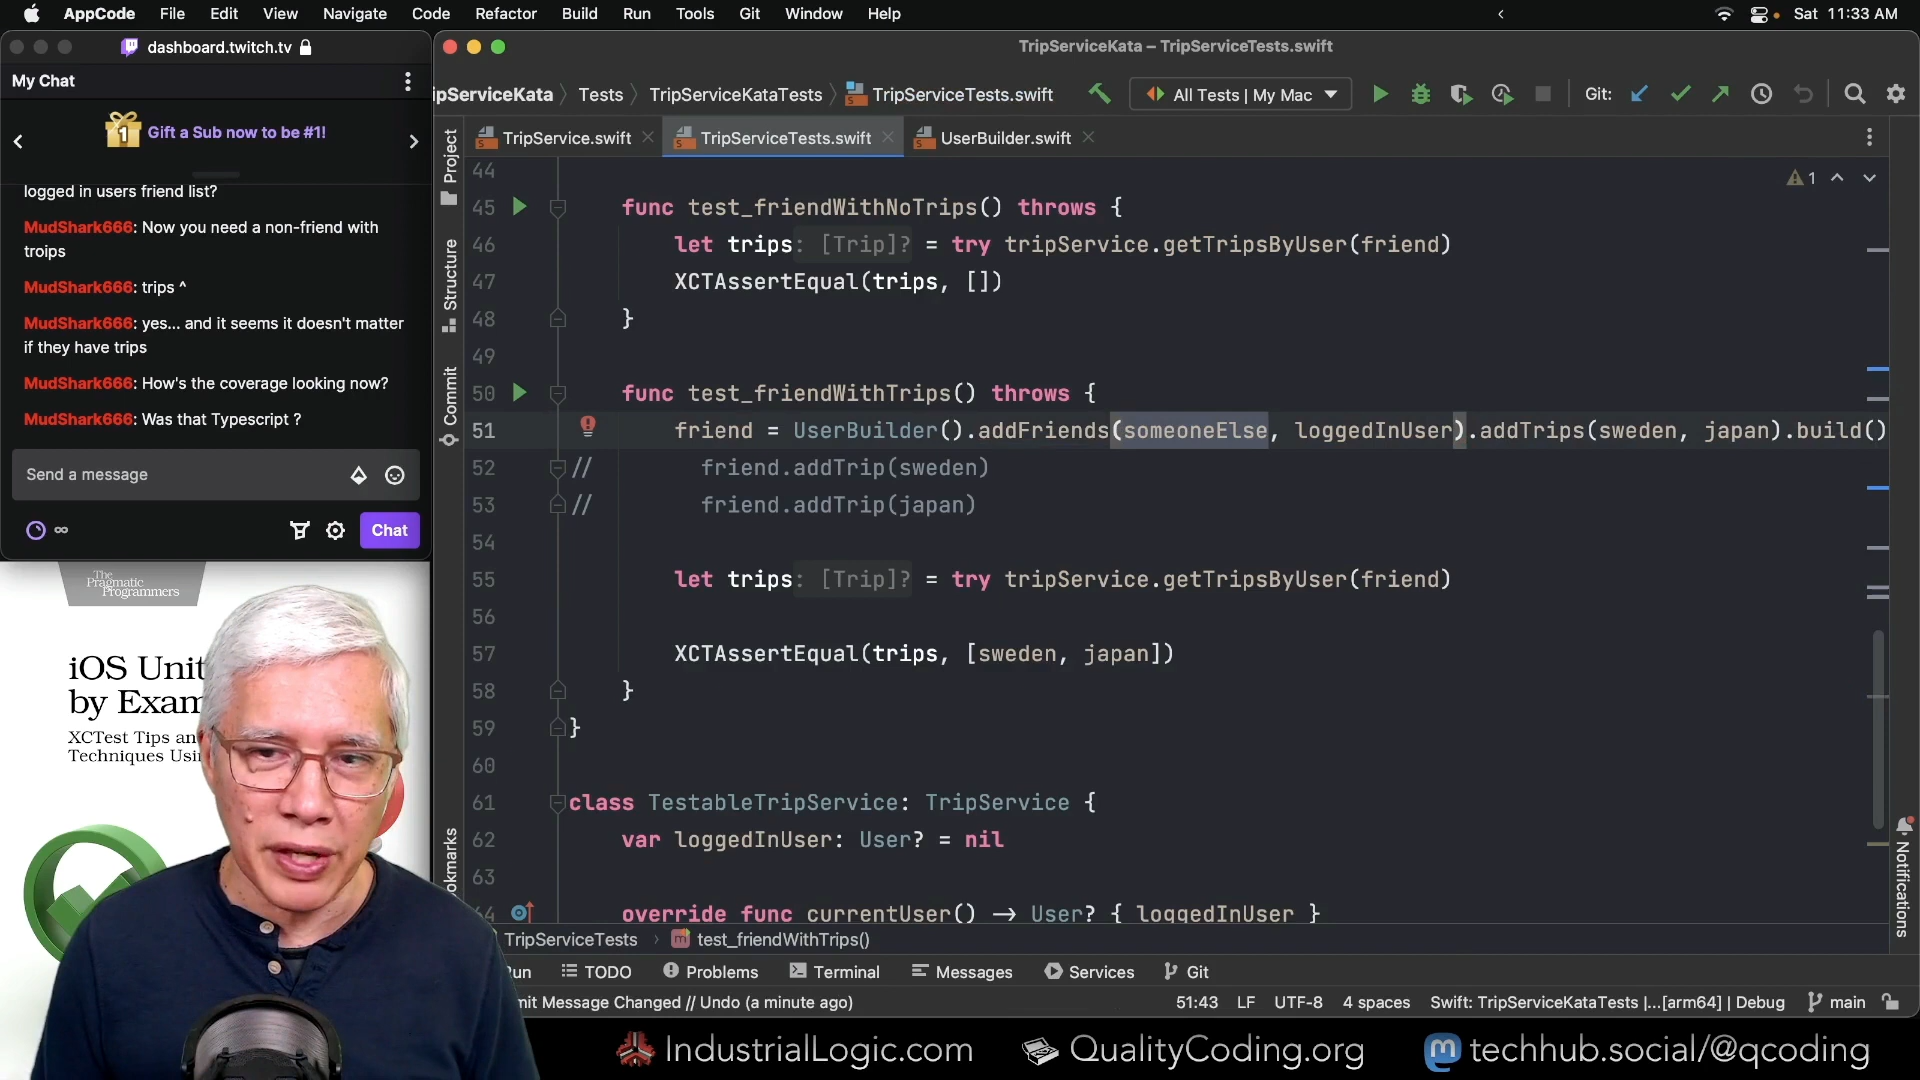 AppCode File Edit View Navigate Code Refactor Build Run Tools Git Window Help Sat 11:33 AM
dashboard.twitch.tv
My Chat
1 Gift a Sub now to be #1!
logged in users friend list?
MudShark666: Now you need a non-friend with
troips
MudShark666: trips ^
MudShark666: yes... and it seems it doesn't matter
if they have trips
MudShark666: How's the coverage looking now?
MudShark666: Was that Typescript ?
Send a message
∞ Chat
The
Pragmatic
Programmers
iOS Unit
by Exam
XCTest Tips an
Techniques Usi
TripServiceKata – TripServiceTests.swift
ripServiceKata Tests TripServiceKataTests TripServiceTests.swift All Tests | My Mac Git:
TripService.swift TripServiceTests.swift UserBuilder.swift
Project
Structure
Commit
okmarks
Notifications
1
44
45 func test_friendWithNoTrips() throws {
46 let trips: [Trip]? = try tripService.getTripsByUser(friend)
47 XCTAssertEqual(trips, [])
48 }
49
50 func test_friendWithTrips() throws {
51 friend = UserBuilder().addFriends(someoneElse, loggedInUser).addTrips(sweden, japan).build()
52 // friend.addTrip(sweden)
53 // friend.addTrip(japan)
54
55 let trips: [Trip]? = try tripService.getTripsByUser(friend)
56
57 XCTAssertEqual(trips, [sweden, japan])
58 }
59 }
60
61 class TestableTripService: TripService {
62 var loggedInUser: User? = nil
63
64 override func currentUser() -> User? { loggedInUser }
TripServiceTests m test_friendWithTrips()
un TODO Problems Terminal Messages Services Git
mit Message Changed // Undo (a minute ago) 51:43 LF UTF-8 4 spaces Swift: TripServiceKataTests |...[arm64] | Debug main
IndustrialLogic.com QualityCoding.org techhub.social/@qcoding